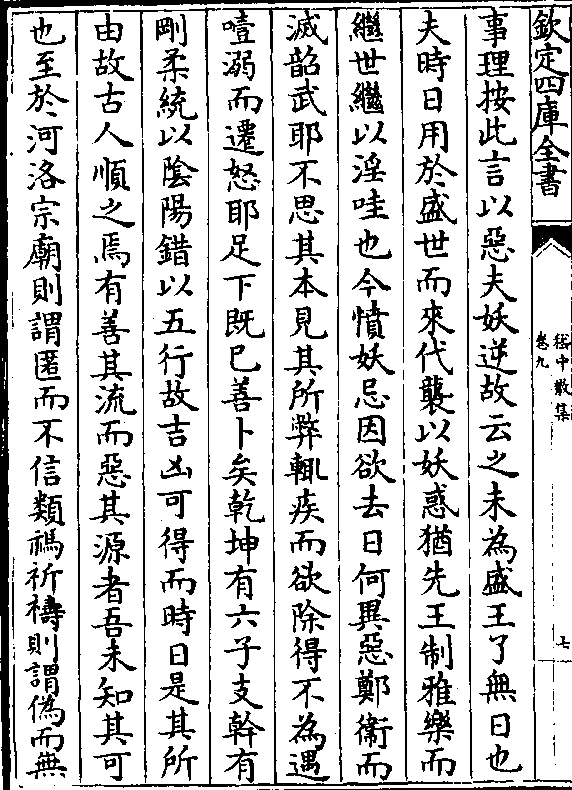 欽定四庫全書
嵇中散集
卷九
七
事理按此言以惡夫妖逆故云之未為盛王了無日也
夫時日用於盛世而來代襲以妖惑猶先王制雅樂而
繼世繼以淫哇也今憤妖忌因欲去日何異惡鄭衞而
滅韶武耶不思其本見其所弊輒疾而欲除得不為遇
噎溺而遷怒耶足下既已善卜矣乾坤有六子支幹有
剛柔統以陰陽錯以五行故吉凶可得而時日是其所
由故古人順之焉有善其流而惡其源者吾未知其可
也至於河洛宗廟則謂匿而不信類禡祈禱則謂偽而無